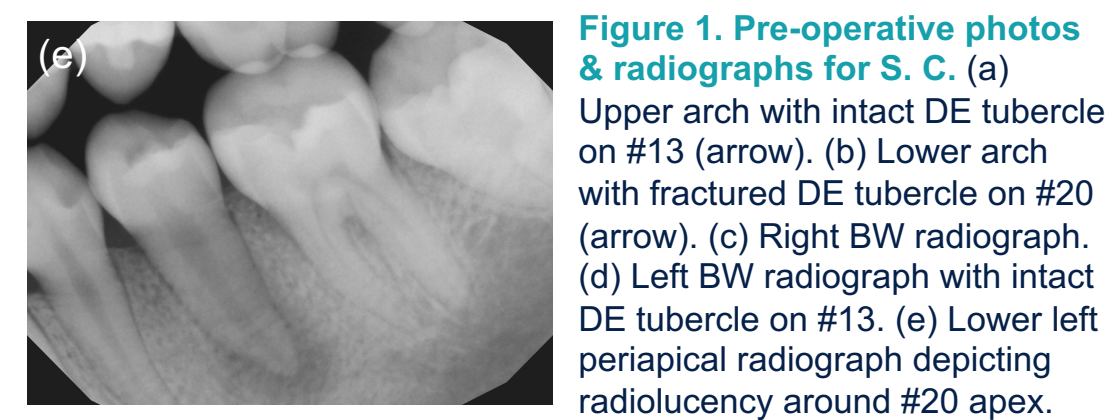 (e)
Figure 1. Pre-operative photos
& radiographs for S. C. (a)
Upper arch with intact DE tubercle
on #13 (arrow). (b) Lower arch
with fractured DE tubercle on #20
(arrow). (c) Right BW radiograph.
(d) Left BW radiograph with intact
DE tubercle on #13. (e) Lower left
periapical radiograph depicting
radiolucency around #20 apex.